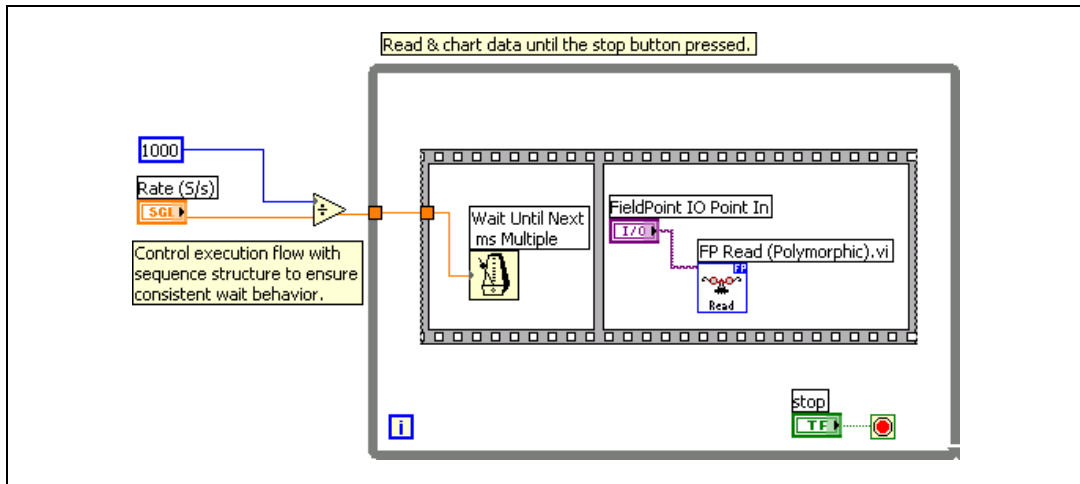 Read & chart data until the stop button pressed.
1000
Rate (S/s)
SGL
÷
Control execution flow with
sequence structure to ensure
consistent wait behavior.
Wait Until Next
ms Multiple
FieldPoint IO Point In
I/O
FP Read (Polymorphic).vi
FP
Read
i
stop
TF